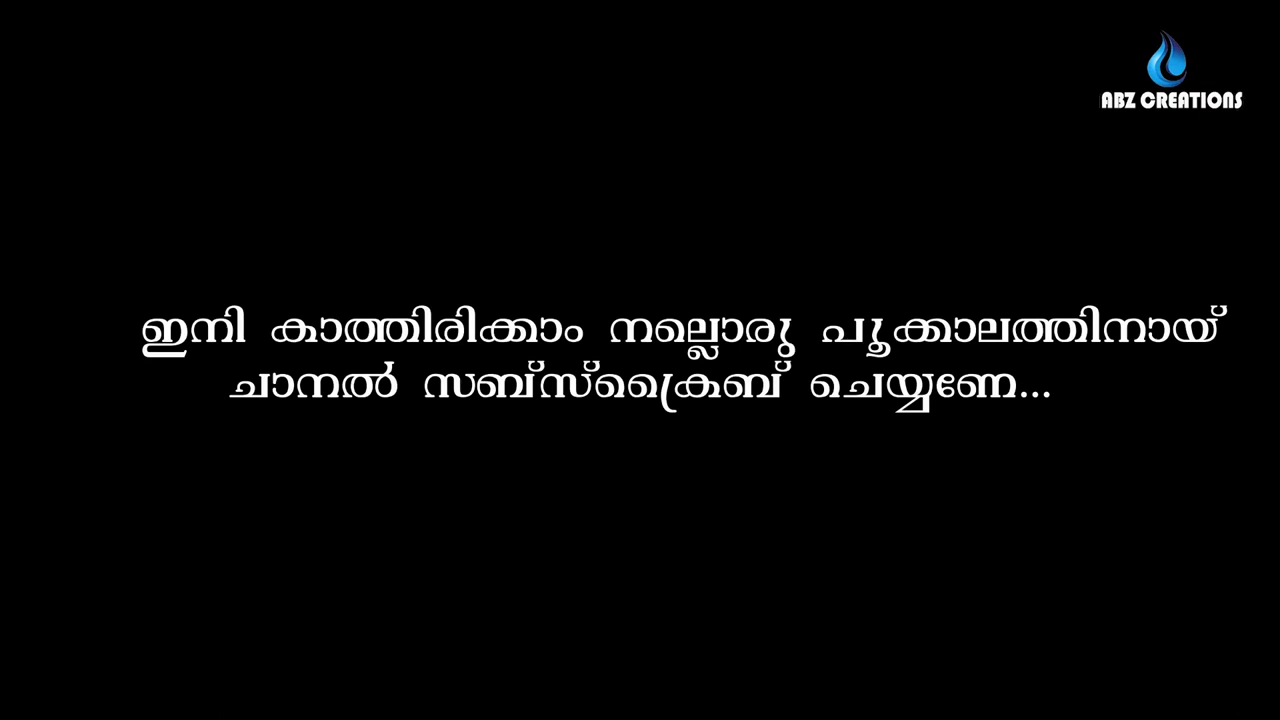 ABZ CREATIONS
ഇനി കാത്തിരിക്കാം നല്ലൊരു പൂക്കാലത്തിനായ്
ചാനൽ സബ്സ്ക്രൈബ് ചെയ്യണേ...